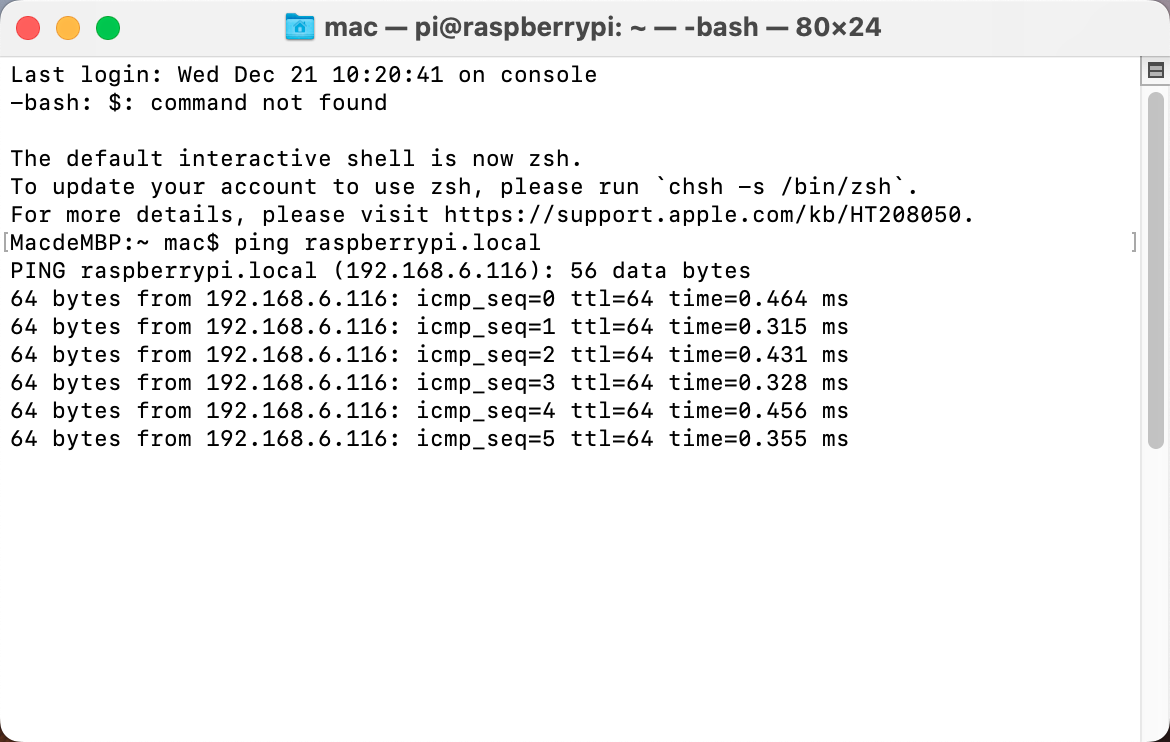 mac — pi@raspberrypi: ~ — -bash — 80×24
Last login: Wed Dec 21 10:20:41 on console
-bash: $: command not found

The default interactive shell is now zsh.
To update your account to use zsh, please run `chsh -s /bin/zsh`.
For more details, please visit https://support.apple.com/kb/HT208050.
[MacdeMBP:~ mac$ ping raspberrypi.local ]
PING raspberrypi.local (192.168.6.116): 56 data bytes
64 bytes from 192.168.6.116: icmp_seq=0 ttl=64 time=0.464 ms
64 bytes from 192.168.6.116: icmp_seq=1 ttl=64 time=0.315 ms
64 bytes from 192.168.6.116: icmp_seq=2 ttl=64 time=0.431 ms
64 bytes from 192.168.6.116: icmp_seq=3 ttl=64 time=0.328 ms
64 bytes from 192.168.6.116: icmp_seq=4 ttl=64 time=0.456 ms
64 bytes from 192.168.6.116: icmp_seq=5 ttl=64 time=0.355 ms